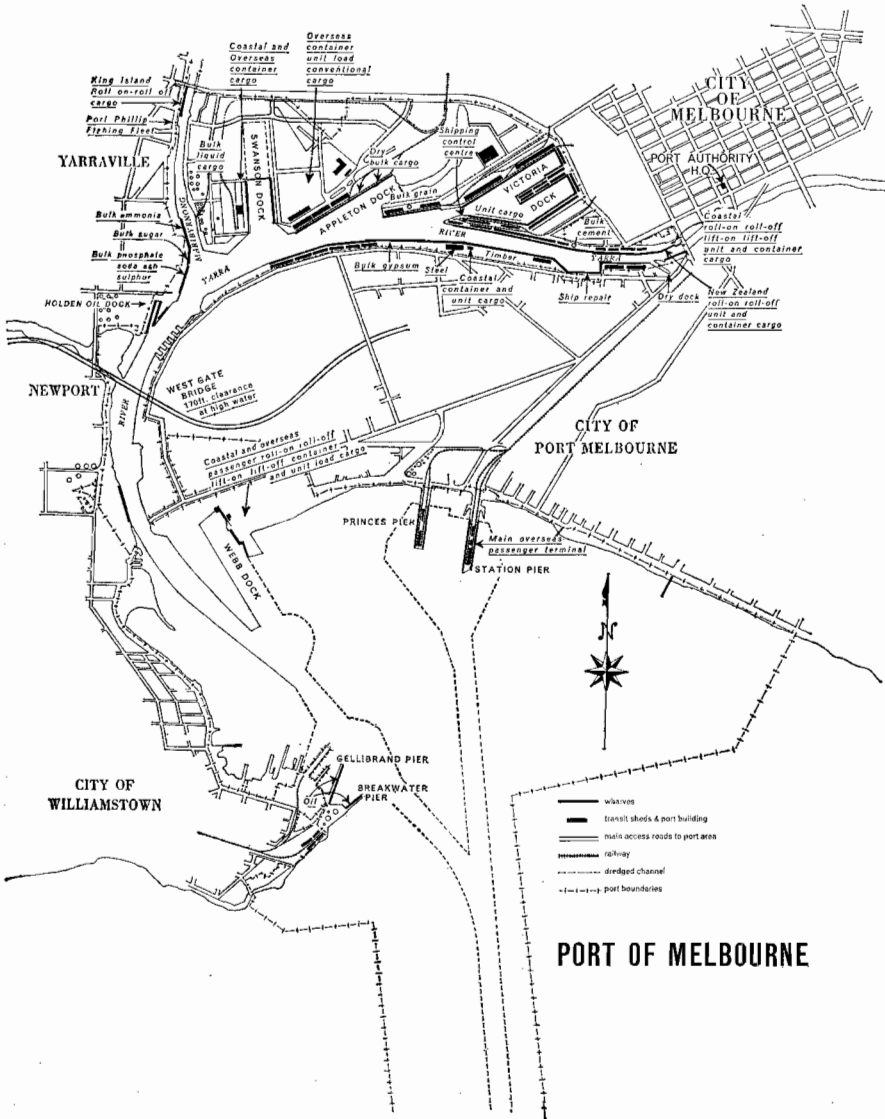 Coastal and
Overseas
container
cargo
Overseas
container
unit load
conventional
cargo
King Island
Roll on-roll of
cargo
Port Phillip
Fishing Fleet
YARRAVILLE
CITY
OF
MELBOURNE
PORT AUTHORITY
H.Q.
Bulk
liquid
cargo
SWANSON DOCK
Dry
bulk cargo
Shipping
control
centre
APPLETON DOCK
Bulk grain
VICTORIA
DOCK
Unit cargo
Bulk
cement
MARIBYRNONG
RIVER
YARRA
Bulk ammonia
Bulk sugar
Bulk phosphate
soda ash
sulphur
HOLDEN OIL DOCK
YARRA
RIVER
Bulk gypsum
Steel
Timber
Coastal
container and
unit cargo
Ship repair
Dry dock
Coastal
roll-on roll-off
lift-on lift-off
unit and container
cargo
New Zealand
roll-on roll-off
unit and
container cargo
NEWPORT
WEST GATE
BRIDGE
170ft. clearance
at high water
RIVER
CITY OF
PORT MELBOURNE
Coastal and overseas
passenger roll-on roll-off
lift-on lift-off container
and unit load cargo
WEBB DOCK
PRINCES PIER
Main overseas
passenger terminal
STATION PIER
N
GELLIBRAND PIER
BREAKWATER
PIER
Oil
CITY OF
WILLIAMSTOWN
wharves
transit sheds & port building
main access roads to port area
railway
dredged channel
port boundaries
PORT OF MELBOURNE